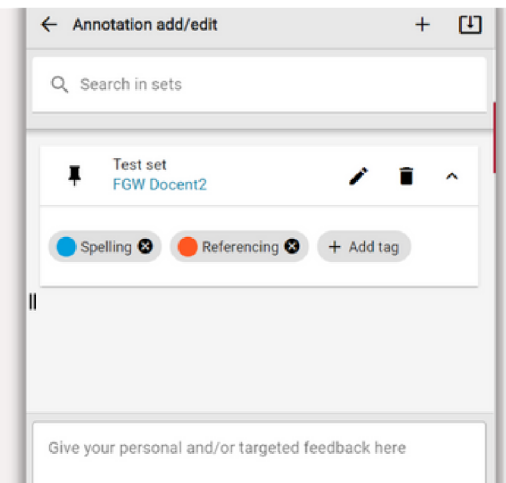 Annotation add/edit
Search in sets
Test set
FGW Docent2
Spelling
Referencing
+ Add tag
Give your personal and/or targeted feedback here